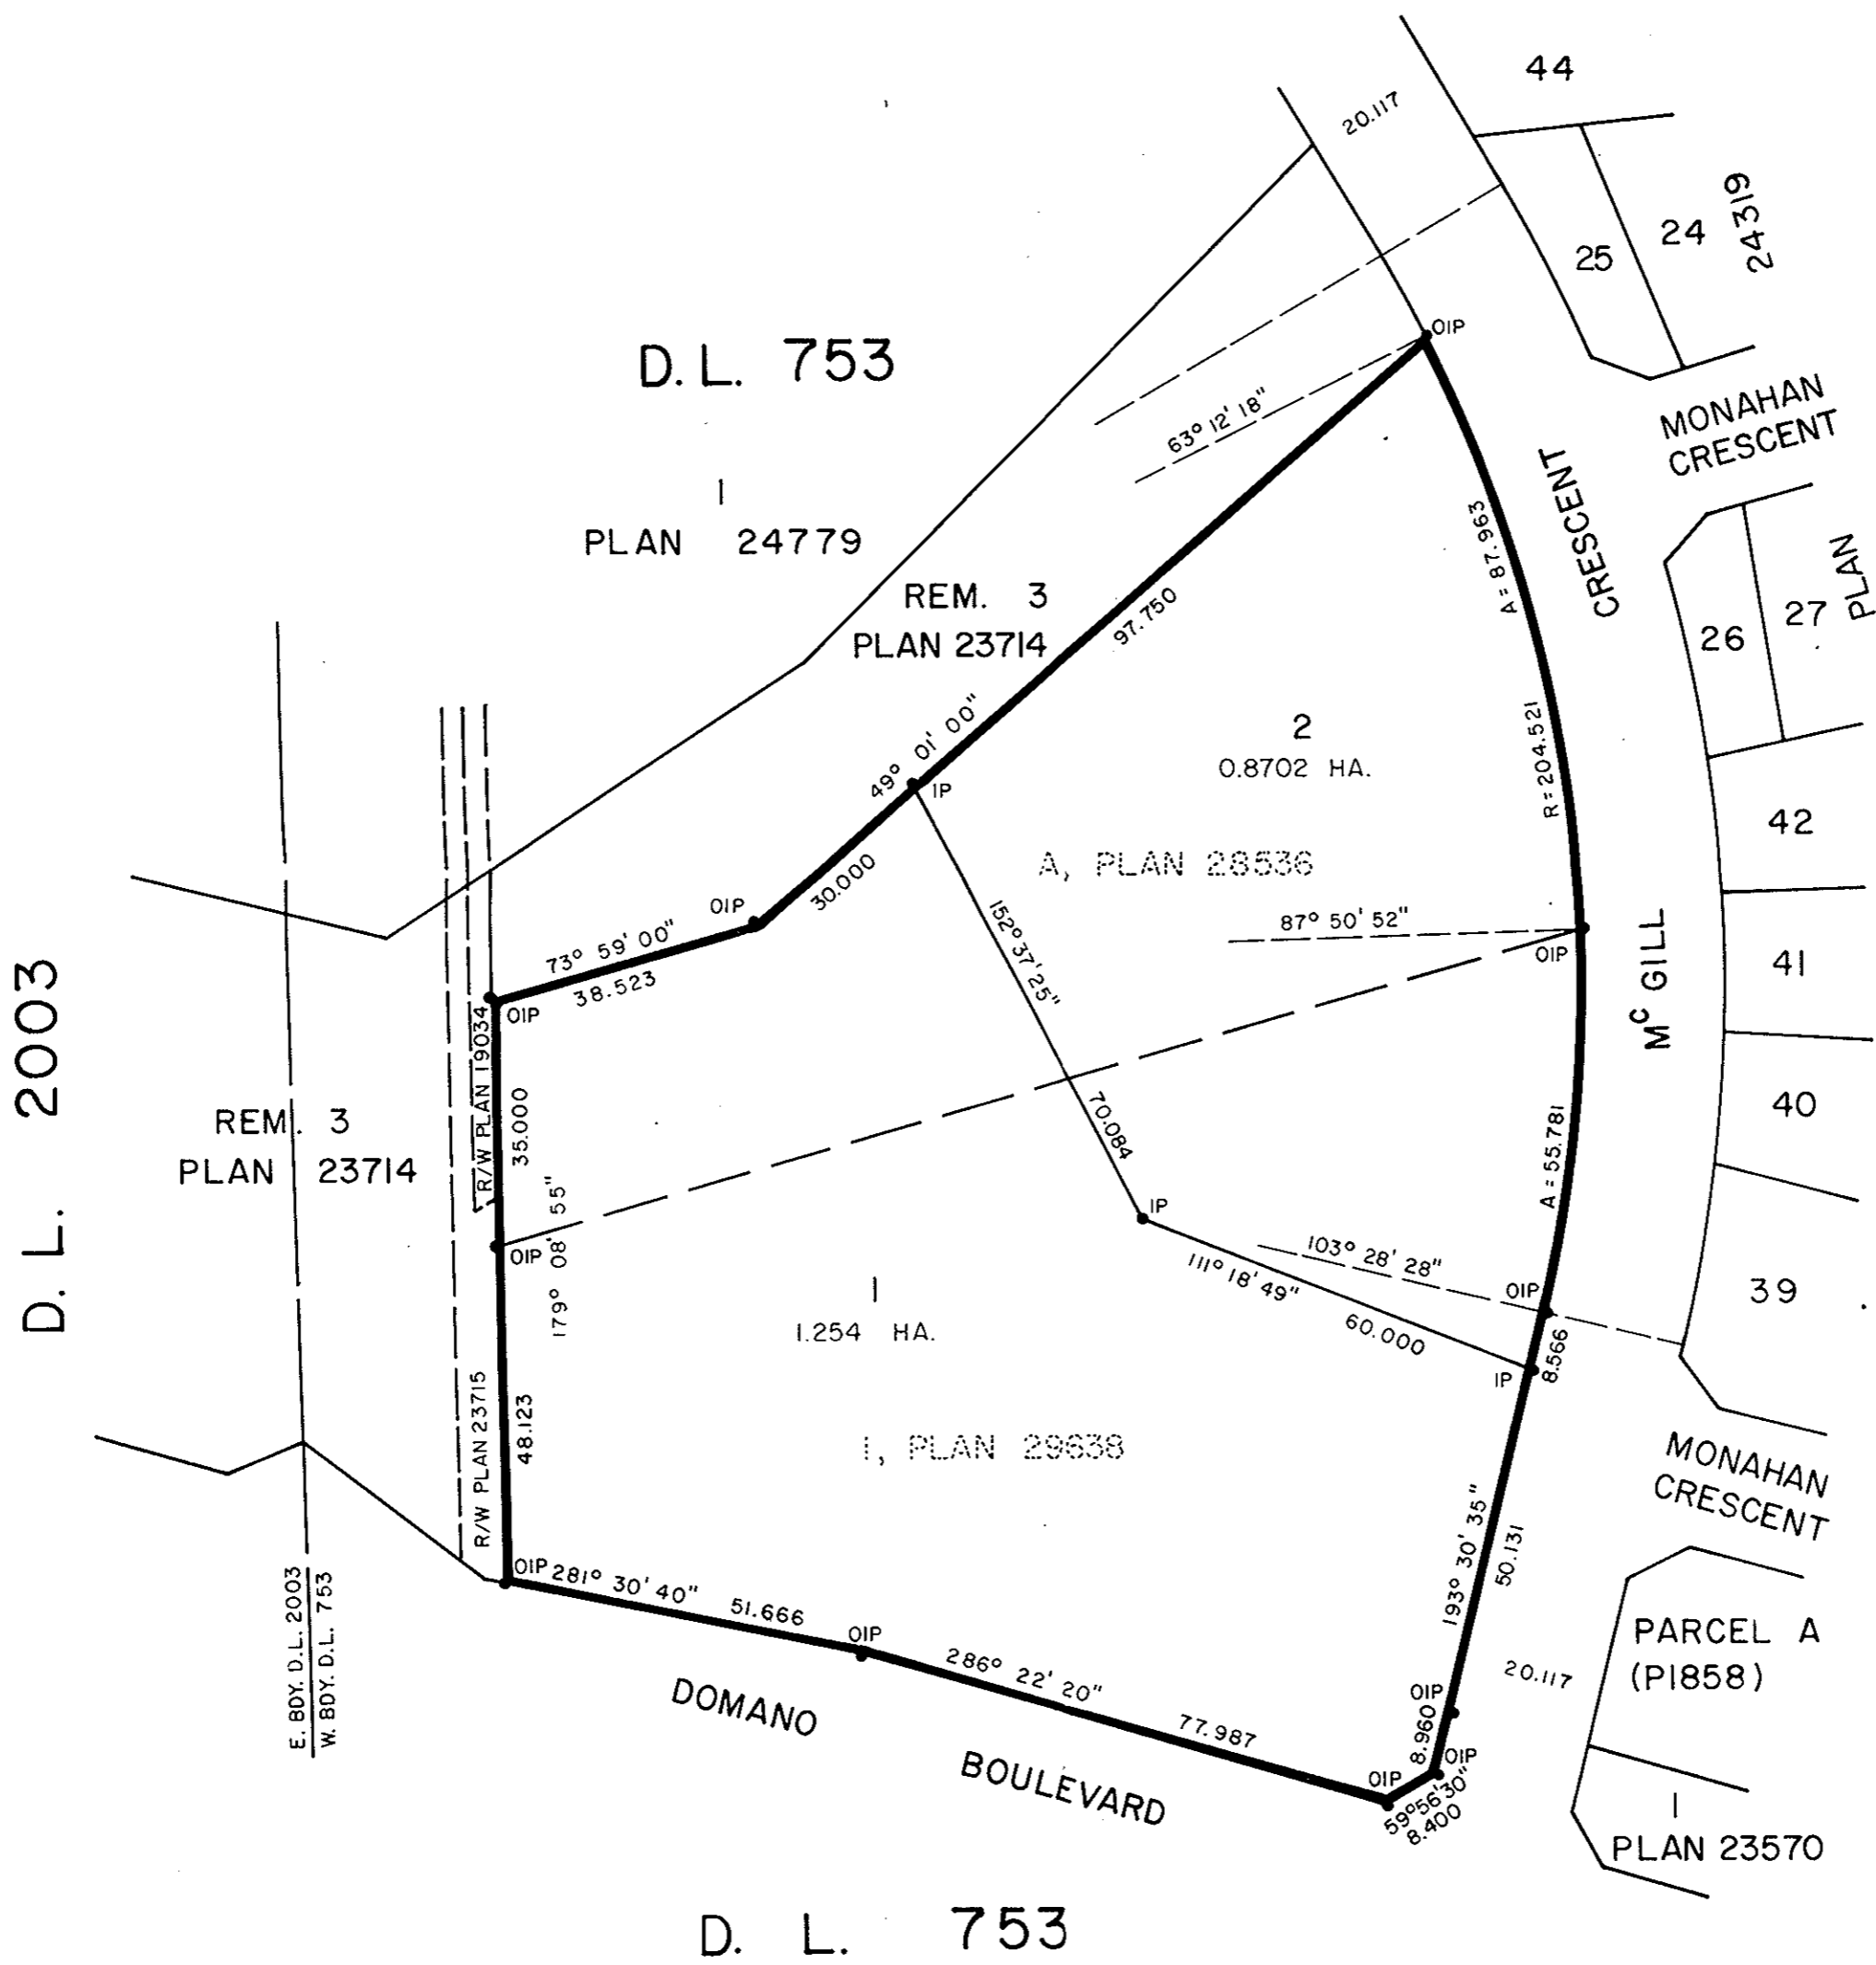 44
20.117
24
24319
25
OIP
D. L. 753
63° 12' 18"
MONAHAN
CRESCENT
1
PLAN 24779
CRESCENT
A = 87.963
PLAN
REM. 3
PLAN 23714
97.750
27
26
49° 01' 00"
2
0.8702 HA.
R = 204.521
IP
42
A, PLAN 28536
30.000
OIP
152° 37' 25"
87° 50' 52"
73° 59' 00"
38.523
OIP
Mc GILL
41
OIP
D. L. 2003
R/W PLAN 19034
35.000
70.084
40
REM. 3
PLAN 23714
A = 55.781
IP
OIP
179° 08' 55"
103° 28' 28"
111° 18' 49"
OIP
39
1
1.254 HA.
60.000
8.566
IP
R/W PLAN 23715
48.123
1, PLAN 29638
MONAHAN
CRESCENT
193° 30' 35"
50.131
OIP
281° 30' 40"
51.666
OIP
286° 22' 20"
77.987
E. BDY. D.L. 2003
W. BDY. D.L. 753
PARCEL A
(P1858)
20.117
DOMANO
BOULEVARD
OIP
8.960
OIP
OIP
59° 56' 30"
8.400
1
PLAN 23570
D. L. 753